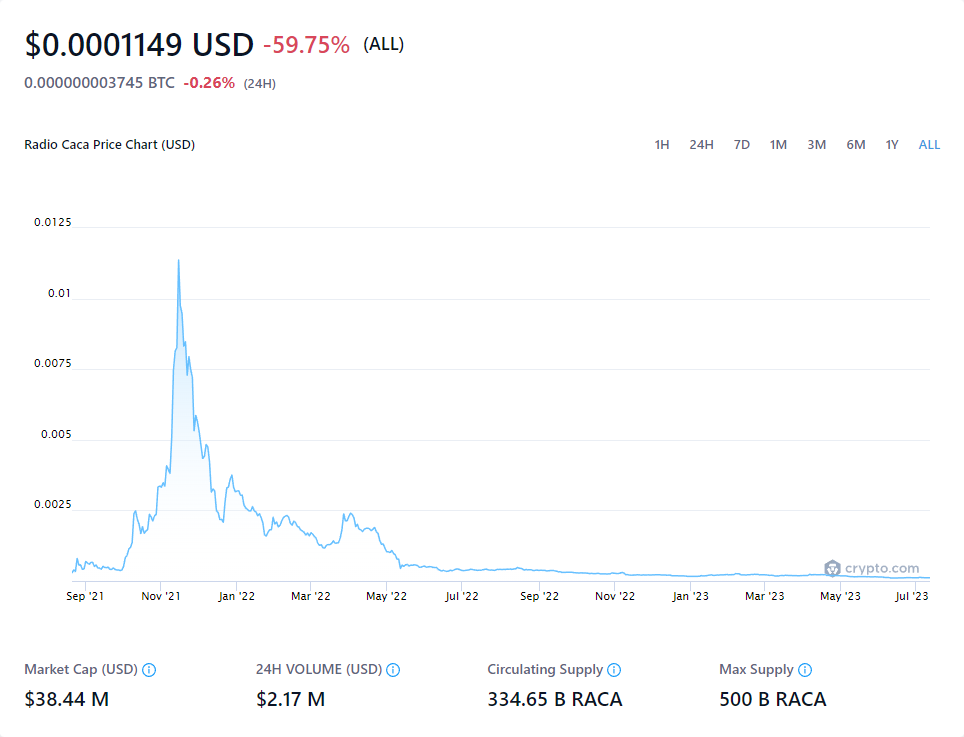 $0.0001149 USD -59.75% (ALL)
0.000000003745 BTC -0.26% (24H)
Radio Caca Price Chart (USD) 1H 24H 7D 1M 3M 6M 1Y ALL
0.0125
0.01
0.0075
0.005
0.0025
crypto.com
Sep '21 Nov '21 Jan '22 Mar '22 May '22 Jul '22 Sep '22 Nov '22 Jan '23 Mar '23 May '23 Jul '23
Market Cap (USD) 24H VOLUME (USD) Circulating Supply Max Supply
$38.44 M $2.17 M 334.65 B RACA 500 B RACA